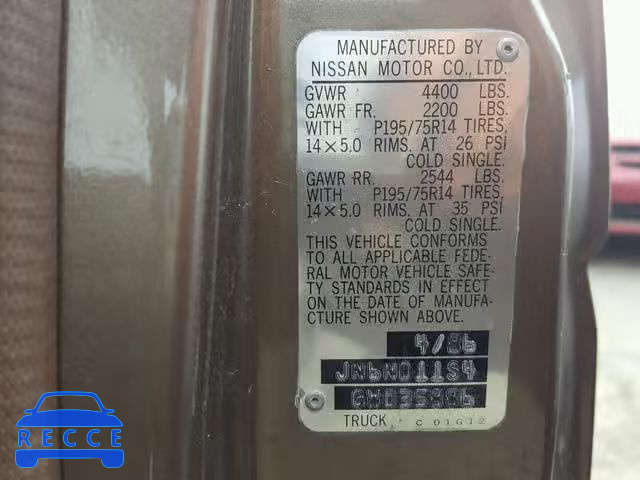 MANUFACTURED BY
NISSAN MOTOR CO., LTD.
GVWR 4400 LBS.
GAWR FR. 2200 LBS.
WITH P195/75R14 TIRES,
14×5.0 RIMS. AT 26 PSI
COLD SINGLE.
GAWR RR. 2544 LBS.
WITH P195/75R14 TIRES,
14×5.0 RIMS. AT 35 PSI
COLD SINGLE.
THIS VEHICLE CONFORMS
TO ALL APPLICABLE FEDE-
RAL MOTOR VEHICLE SAFE-
TY STANDARDS IN EFFECT
ON THE DATE OF MANUFA-
CTURE SHOWN ABOVE.
4/86
JN6ND11S4
TRUCK C 01G12
RECCE